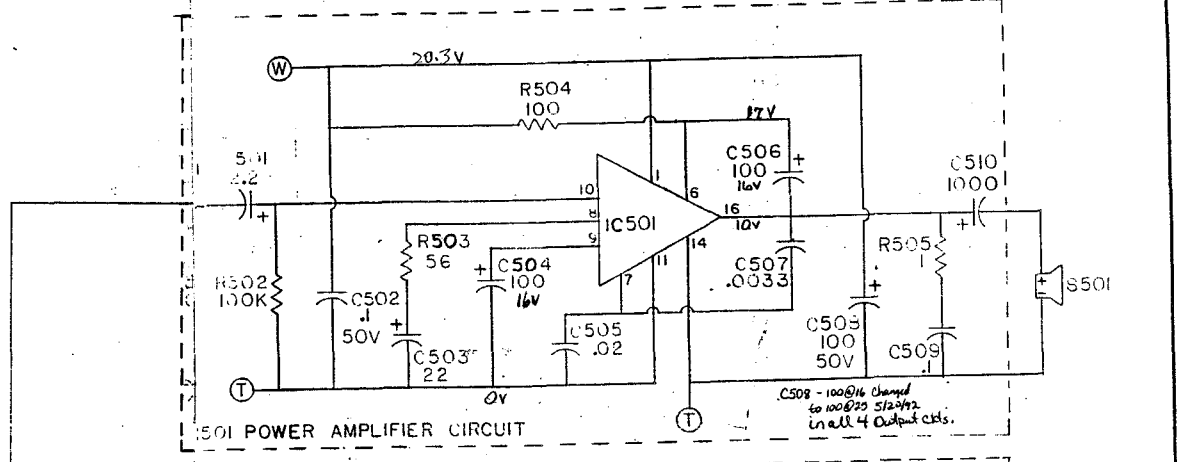 W
20.3V
R504
100
17V
501
2.2
C506
100
16V
C510
1000
10
1
6
8
IC501
16
10V
9
14
11
7
R503
56
C504
100
16V
C507
.0033
R505
1
S501
R502
100K
C502
.1
50V
C503
22
C505
.02
C508
100
50V
C509
.1
T
0V
T
C508 - 100@16 Changed
to 100@25 5/20/92
in all 4 Output ckts.
501 POWER AMPLIFIER CIRCUIT